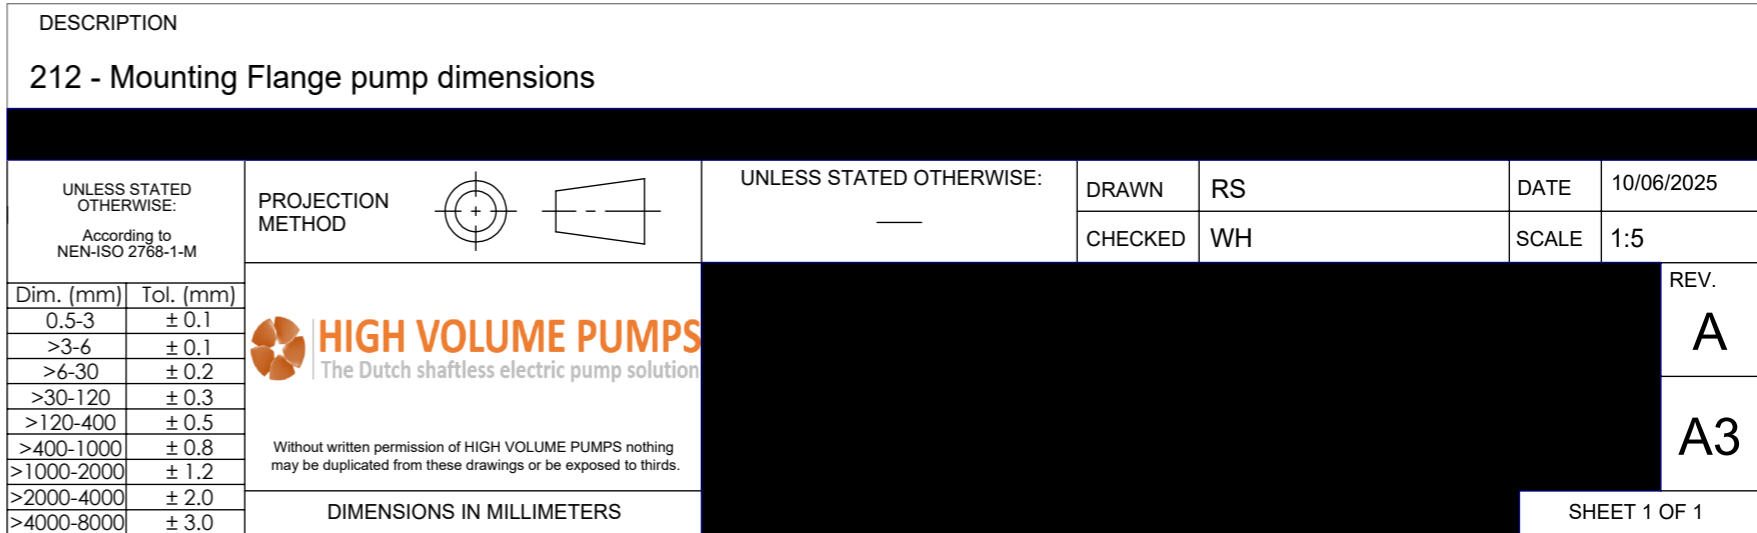 DESCRIPTION
212 - Mounting Flange pump dimensions
UNLESS STATED
OTHERWISE:
According to
NEN-ISO 2768-1-M
PROJECTION
METHOD
UNLESS STATED OTHERWISE:
DRAWN RS DATE 10/06/2025
CHECKED WH SCALE 1:5
Dim. (mm) Tol. (mm)
0.5-3 ± 0.1
>3-6 ± 0.1
>6-30 ± 0.2
>30-120 ± 0.3
>120-400 ± 0.5
>400-1000 ± 0.8
>1000-2000 ± 1.2
>2000-4000 ± 2.0
>4000-8000 ± 3.0
HIGH VOLUME PUMPS
The Dutch shaftless electric pump solution
Without written permission of HIGH VOLUME PUMPS nothing
may be duplicated from these drawings or be exposed to thirds.
DIMENSIONS IN MILLIMETERS
REV.
A
A3
SHEET 1 OF 1